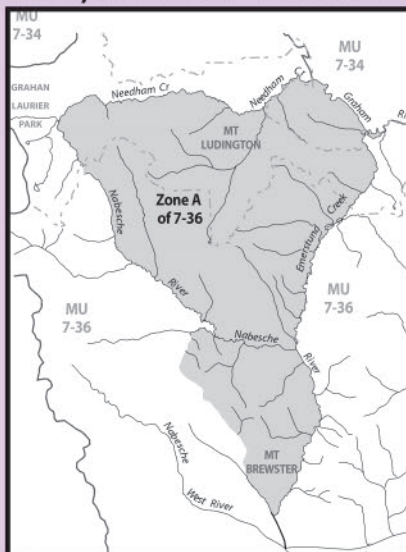 MU
7-34
MU
7-34
Needham Cr
Needham Cr
Graham
GRAHAN
LAURIER
PARK
MT
LUDINGTON
Zone A
of 7-36
Nabesche
River
Emerslund
Creek
MU
7-36
MU
7-36
Nabesche
River
Nabesche
West River
MT
BREWSTER